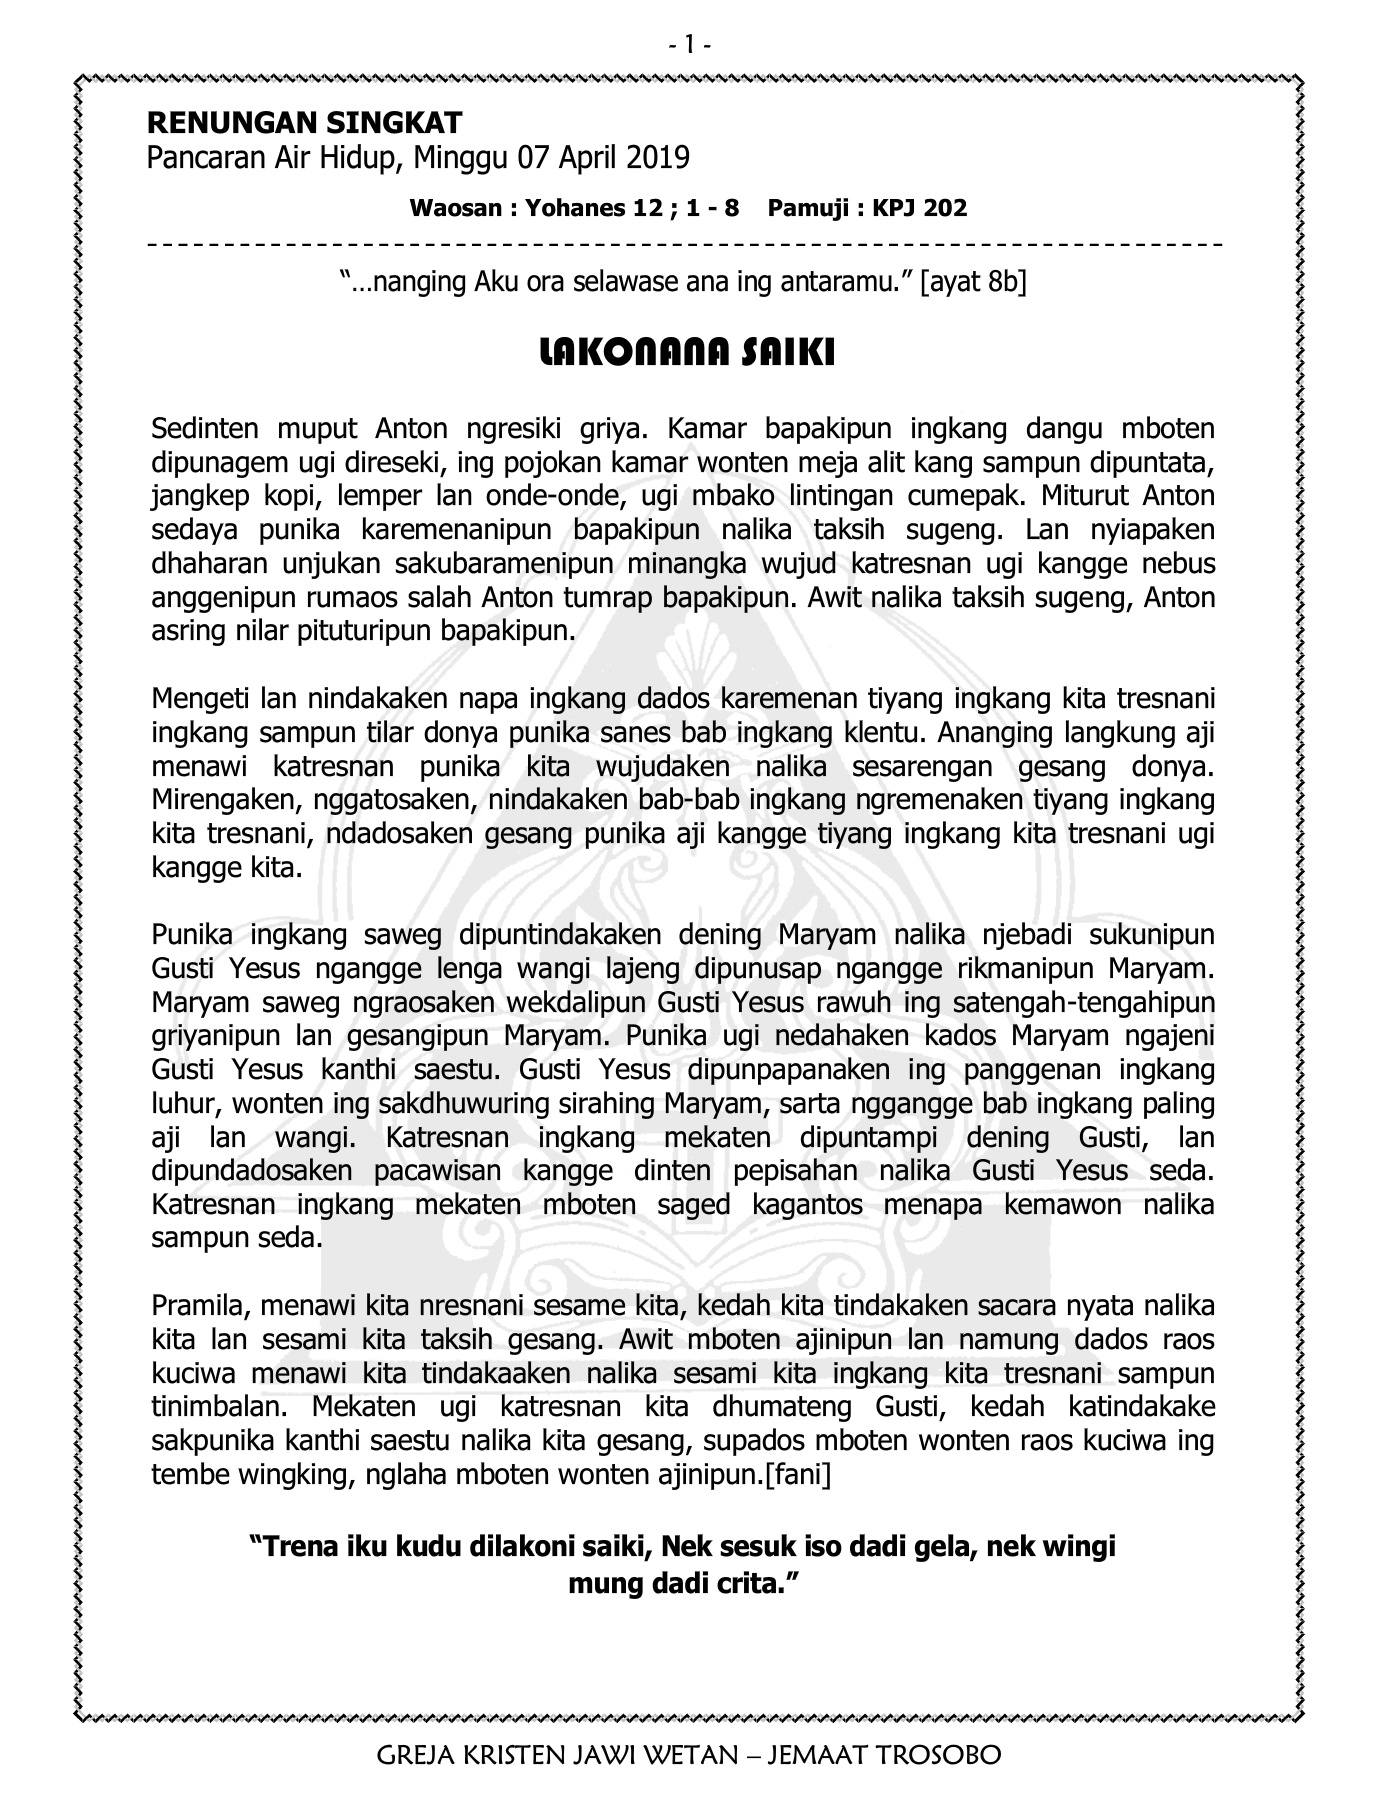 - 1 -
RENUNGAN SINGKAT
Pancaran Air Hidup, Minggu 07 April 2019
Waosan : Yohanes 12 ; 1 - 8 Pamuji : KPJ 202
“…nanging Aku ora selawase ana ing antaramu.” [ayat 8b]
LAKONANA SAIKI
Sedinten muput Anton ngresiki griya. Kamar bapakipun ingkang dangu mboten
dipunagem ugi direseki, ing pojokan kamar wonten meja alit kang sampun dipuntata,
jangkep kopi, lemper lan onde-onde, ugi mbako lintingan cumepak. Miturut Anton
sedaya punika karemenanipun bapakipun nalika taksih sugeng. Lan nyiapaken
dhaharan unjukan sakubaramenipun minangka wujud katresnan ugi kangge nebus
anggenipun rumaos salah Anton tumrap bapakipun. Awit nalika taksih sugeng, Anton
asring nilar pituturipun bapakipun.
Mengeti lan nindakaken napa ingkang dados karemenan tiyang ingkang kita tresnani
ingkang sampun tilar donya punika sanes bab ingkang klentu. Ananging langkung aji
menawi katresnan punika kita wujudaken nalika sesarengan gesang donya.
Mirengaken, nggatosaken, nindakaken bab-bab ingkang ngremenaken tiyang ingkang
kita tresnani, ndadosaken gesang punika aji kangge tiyang ingkang kita tresnani ugi
kangge kita.
Punika ingkang saweg dipuntindakaken dening Maryam nalika njebadi sukunipun
Gusti Yesus ngangge lenga wangi lajeng dipunusap ngangge rikmanipun Maryam.
Maryam saweg ngraosaken wekdalipun Gusti Yesus rawuh ing satengah-tengahipun
griyanipun lan gesangipun Maryam. Punika ugi nedahaken kados Maryam ngajeni
Gusti Yesus kanthi saestu. Gusti Yesus dipunpapanaken ing panggenan ingkang
luhur, wonten ing sakdhuwuring sirahing Maryam, sarta nggangge bab ingkang paling
aji lan wangi. Katresnan ingkang mekaten dipuntampi dening Gusti, lan
dipundadosaken pacawisan kangge dinten pepisahan nalika Gusti Yesus seda.
Katresnan ingkang mekaten mboten saged kagantos menapa kemawon nalika
sampun seda.
Pramila, menawi kita nresnani sesame kita, kedah kita tindakaken sacara nyata nalika
kita lan sesami kita taksih gesang. Awit mboten ajinipun lan namung dados raos
kuciwa menawi kita tindakaaken nalika sesami kita ingkang kita tresnani sampun
tinimbalan. Mekaten ugi katresnan kita dhumateng Gusti, kedah katindakake
sakpunika kanthi saestu nalika kita gesang, supados mboten wonten raos kuciwa ing
tembe wingking, nglaha mboten wonten ajinipun.[fani]
“Trena iku kudu dilakoni saiki, Nek sesuk iso dadi gela, nek wingi
mung dadi crita.”
GREJA KRISTEN JAWI WETAN – JEMAAT TROSOBO